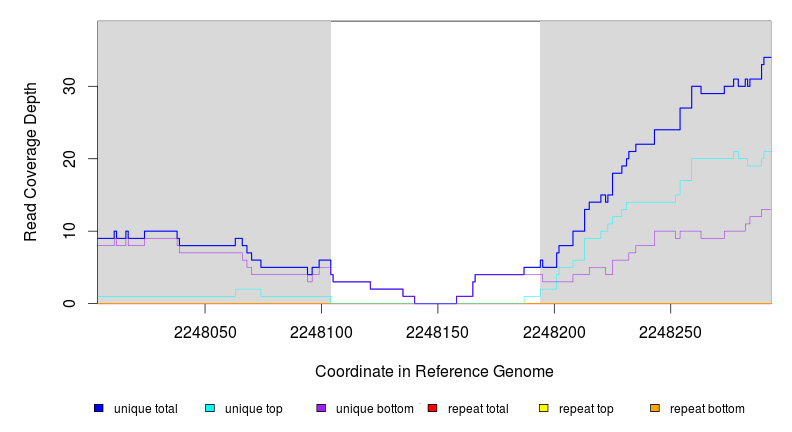 Read Coverage Depth
30
20
10
0
2248050 2248100 2248150 2248200 2248250
Coordinate in Reference Genome
unique total unique top unique bottom repeat total repeat top repeat bottom